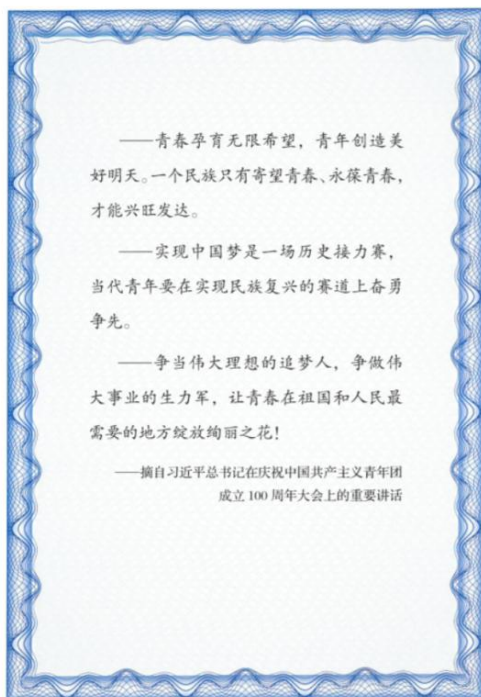 ——青春孕育无限希望，青年创造美
好明天。一个民族只有寄望青春、永葆青春，
才能兴旺发达。
——实现中国梦是一场历史接力赛，
当代青年要在实现民族复兴的赛道上奋勇
争先。
——争当伟大理想的追梦人，争做伟
大事业的生力军，让青春在祖国和人民最
需要的地方绽放绚丽之花！
——摘自习近平总书记在庆祝中国共产主义青年团
成立 100 周年大会上的重要讲话